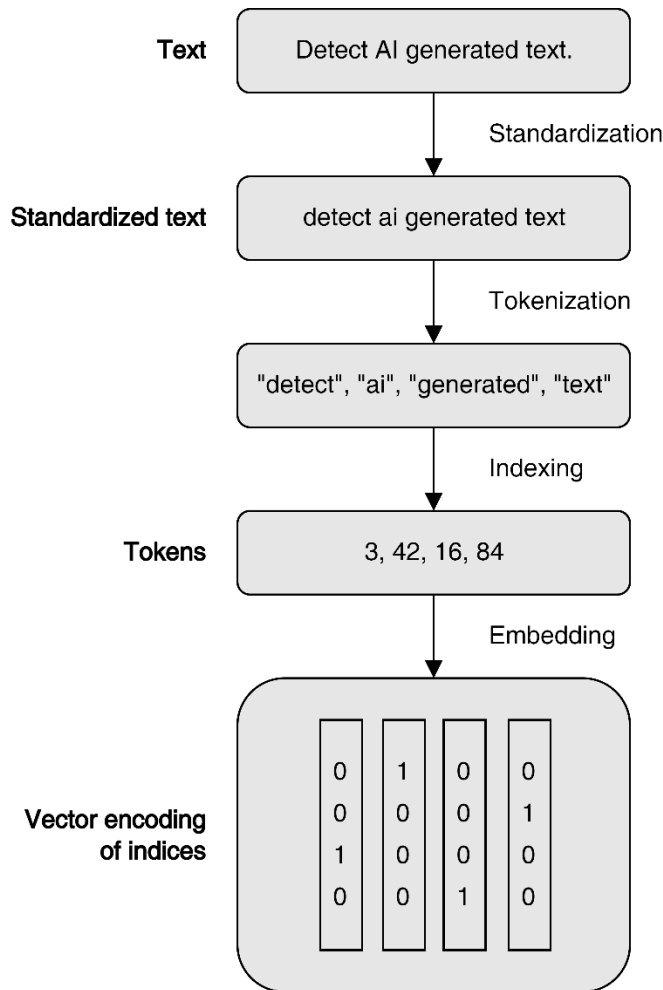 Text
Detect AI generated text.
Standardization
Standardized text
detect ai generated text
Tokenization
"detect", "ai", "generated", "text"
Indexing
Tokens
3, 42, 16, 84
Embedding
Vector encoding
of indices
0 1 0 0
0 0 0 1
1 0 0 0
0 0 1 0